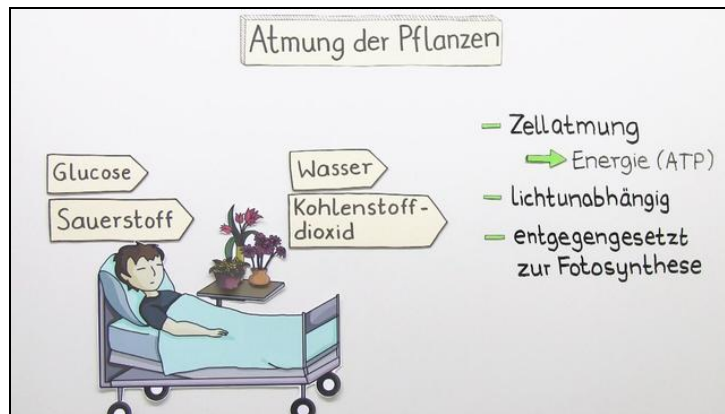 Atmung der Pflanzen
Glucose
Sauerstoff
Wasser
Kohlenstoff-
dioxid
– Zellatmung
→ Energie (ATP)
– lichtunabhängig
– entgegengesetzt
zur Fotosynthese